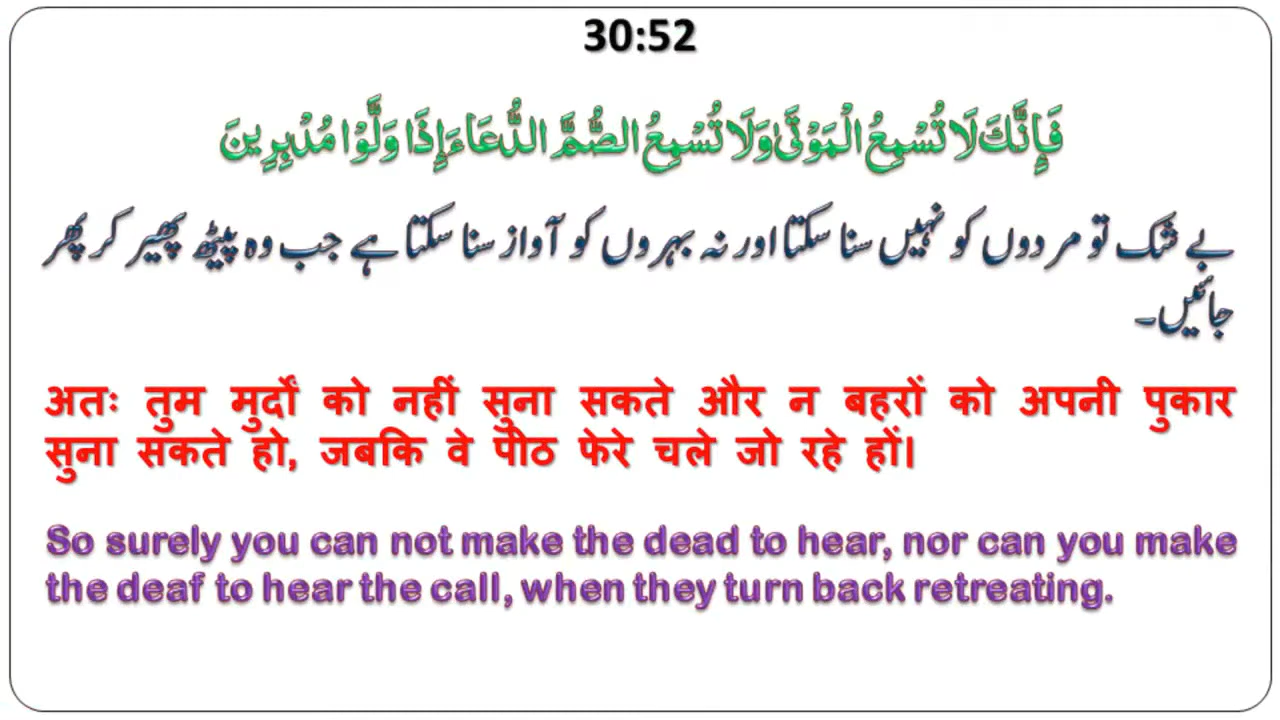 30:52
فَاِنَّكَ لَا تُسْمِعُ الْمَوْتٰى وَلَا تُسْمِعُ الصُّمَّ الدُّعَآءَ اِذَا وَلَّوْا مُدْبِرِيْنَ
بے شک تو مردوں کو نہیں سنا سکتا اور نہ بہروں کو آواز سنا سکتا ہے جب وہ پیٹھ پھیر کر پھر
جائیں۔
अतः तुम मुर्दों को नहीं सुना सकते और न बहरों को अपनी पुकार
सुना सकते हो, जबकि वे पीठ फेरे चले जो रहे हों।
So surely you can not make the dead to hear, nor can you make
the deaf to hear the call, when they turn back retreating.